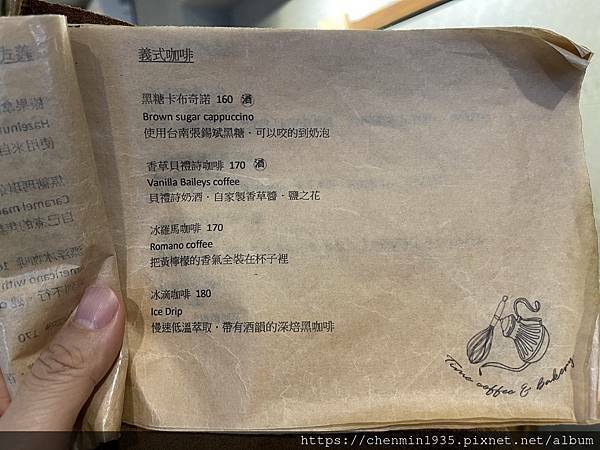 義式咖啡
黑糖卡布奇諾 160 酒
Brown sugar cappuccino
使用台南張錫斌黑糖，可以咬的到奶泡
香草貝禮詩咖啡 170 酒
Vanilla Baileys coffee
貝禮詩奶酒．自家製香草醬．鹽之花
冰羅馬咖啡 170
Romano coffee
把黃檸檬的香氣全裝在杯子裡
冰滴咖啡 180
Ice Drip
慢速低溫萃取，帶有酒韻的深焙黑咖啡
Time coffee & bakery
https://chenmin1935.pixnet.net/album